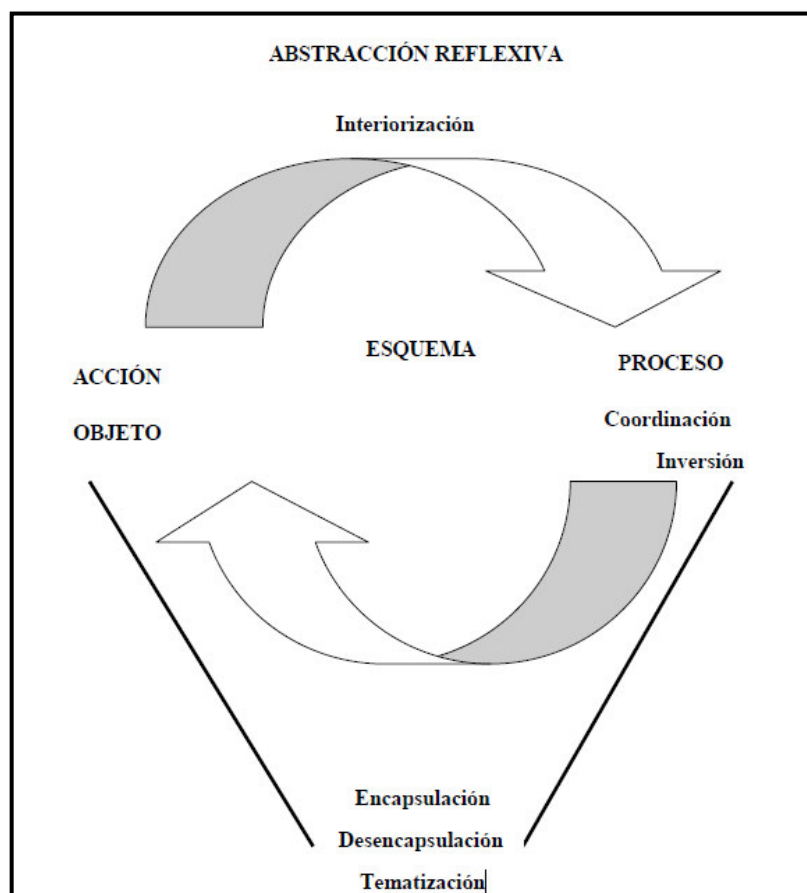 ABSTRACCIÓN REFLEXIVA
Interiorización
ESQUEMA
PROCESO
ACCIÓN
OBJETO
Coordinación
Inversión
Encapsulación
Desencapsulación
Tematización